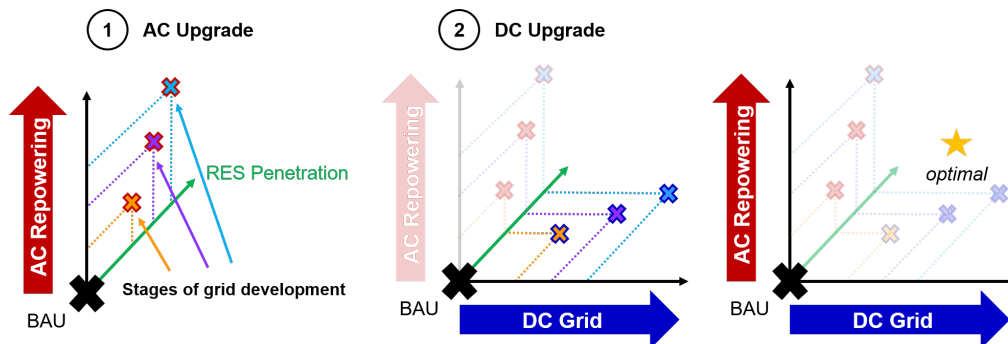 1 AC Upgrade
AC Repowering
RES Penetration
Stages of grid development
BAU
2 DC Upgrade
AC Repowering
BAU
DC Grid
AC Repowering
optimal
BAU
DC Grid